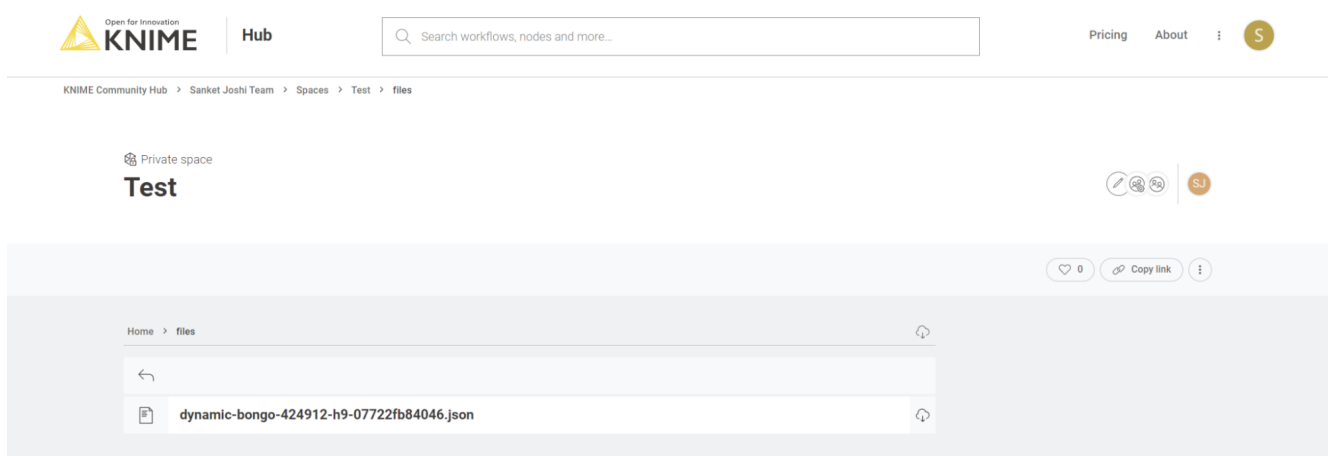 Open for Innovation
KNIME
Hub
Search workflows, nodes and more...
Pricing
About
S
KNIME Community Hub > Sanket Joshi Team > Spaces > Test > files
Private space
Test
SJ
0
Copy link
Home > files
dynamic-bongo-424912-h9-07722fb84046.json